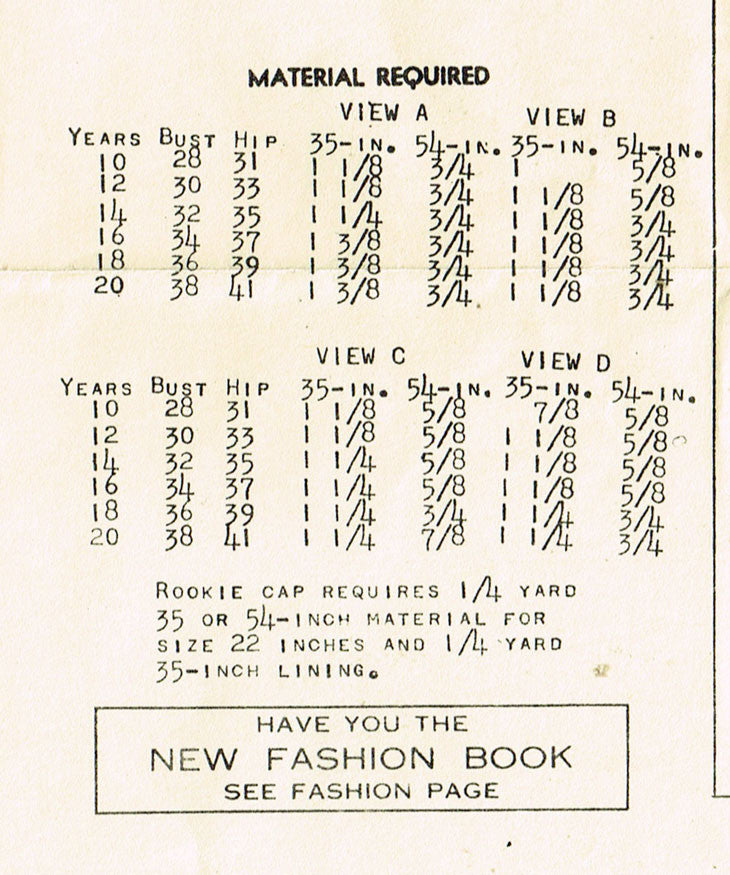 MATERIAL REQUIRED
VIEW A VIEW B
YEARS BUST HIP 35-IN. 54-IN. 35-IN. 54-IN.
10 28 31 1 1/8 3/4 1 5/8
12 30 33 1 1/8 3/4 1 1/8 5/8
14 32 35 1 1/4 3/4 1 1/8 3/4
16 34 37 1 3/8 3/4 1 1/8 3/4
18 36 39 1 3/8 3/4 1 1/8 3/4
20 38 41 1 3/8 3/4 1 1/8 3/4
VIEW C VIEW D
YEARS BUST HIP 35-IN. 54-IN. 35-IN. 54-IN.
10 28 31 1 1/8 5/8 7/8 5/8
12 30 33 1 1/8 5/8 1 1/8 5/8
14 32 35 1 1/4 5/8 1 1/8 5/8
16 34 37 1 1/4 5/8 1 1/8 5/8
18 36 39 1 1/4 3/4 1 1/4 3/4
20 38 41 1 1/4 7/8 1 1/4 3/4
ROOKIE CAP REQUIRES 1/4 YARD
35 OR 54-INCH MATERIAL FOR
SIZE 22 INCHES AND 1/4 YARD
35-INCH LINING.
HAVE YOU THE
NEW FASHION BOOK
SEE FASHION PAGE